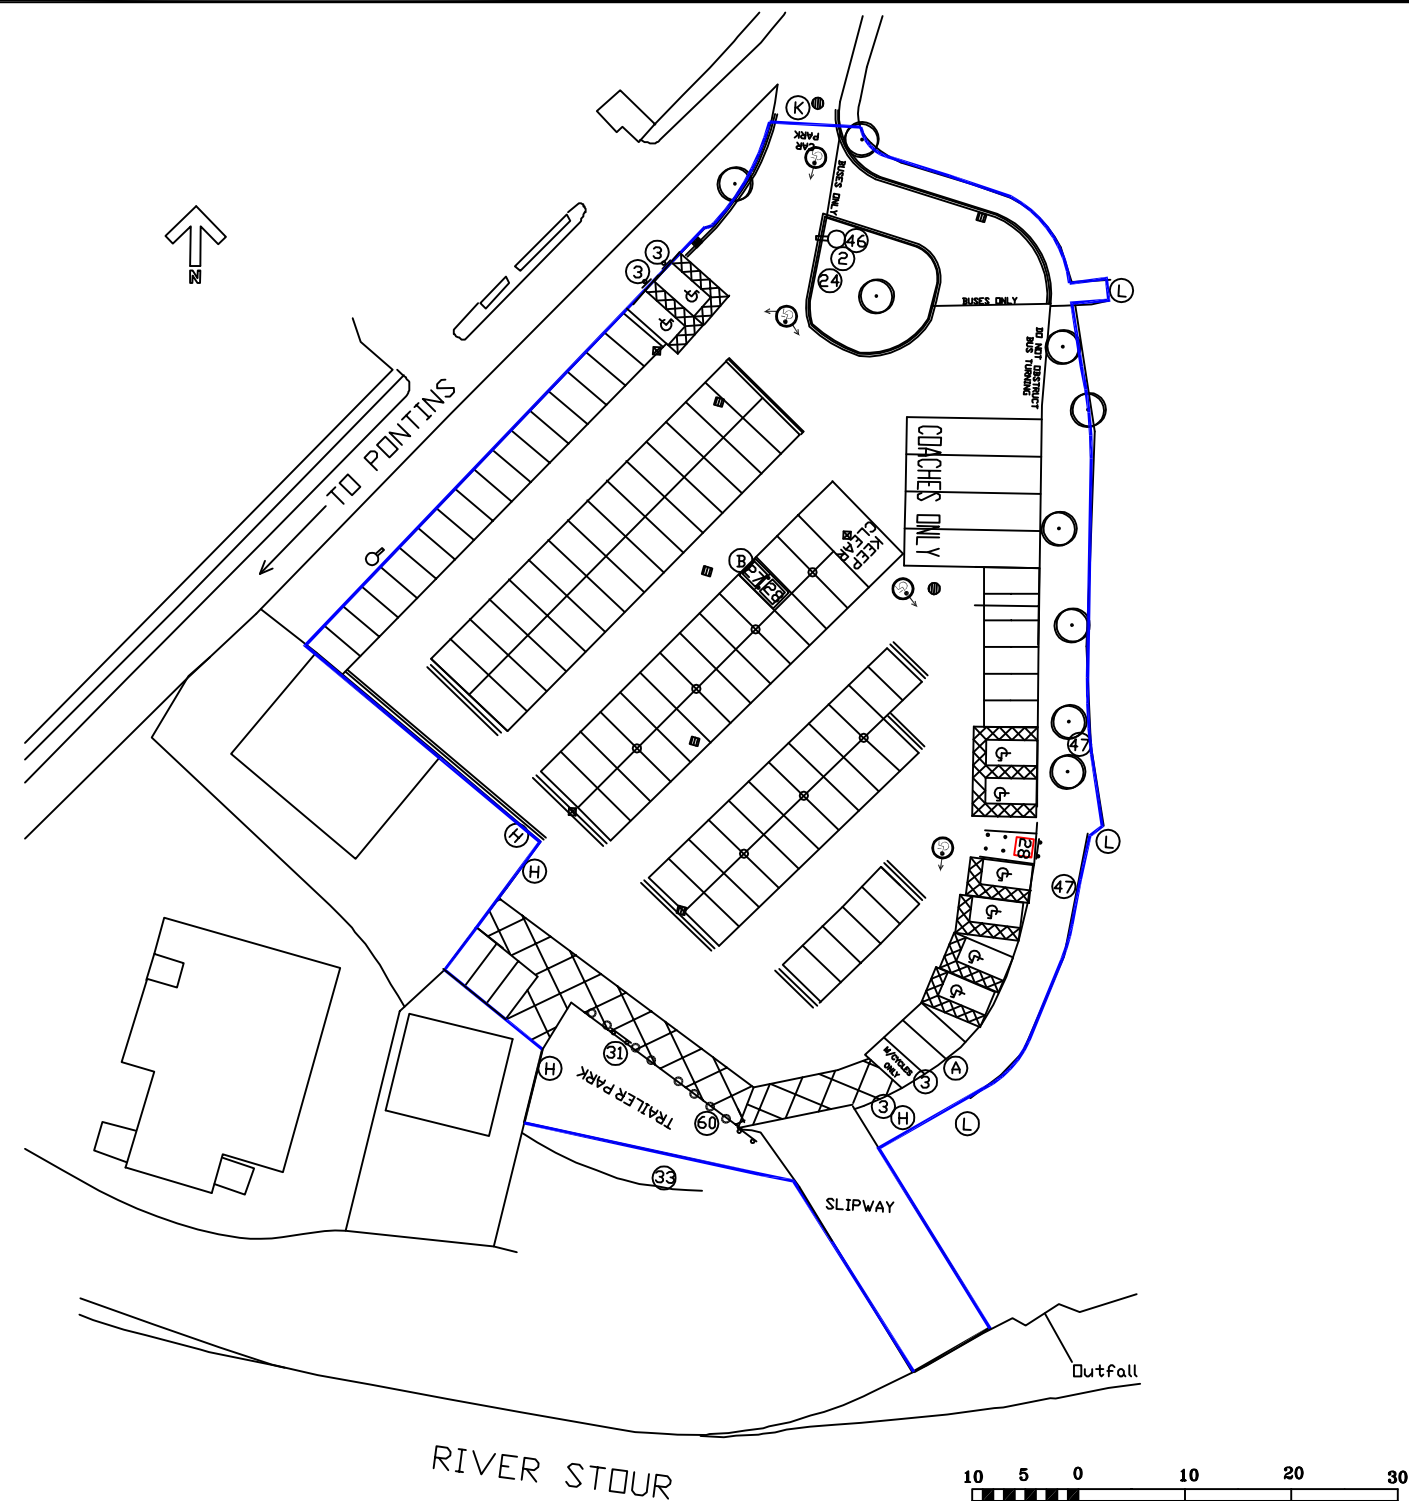 K
CAR
PARK
BUSES ONLY
3
3
46
2
24
L
N
BUSES ONLY
DO NOT OBSTRUCT
BUS TURNING
TO PONTINS
COACHES ONLY
KEEP
CLEAR
B
27
28
47
H
H
28
L
47
31
H
TRAILER PARK
60
M/CYCLES
ONLY
A
3
3
H
L
33
SLIPWAY
Outfall
RIVER STOUR
10 5 0 10 20 30